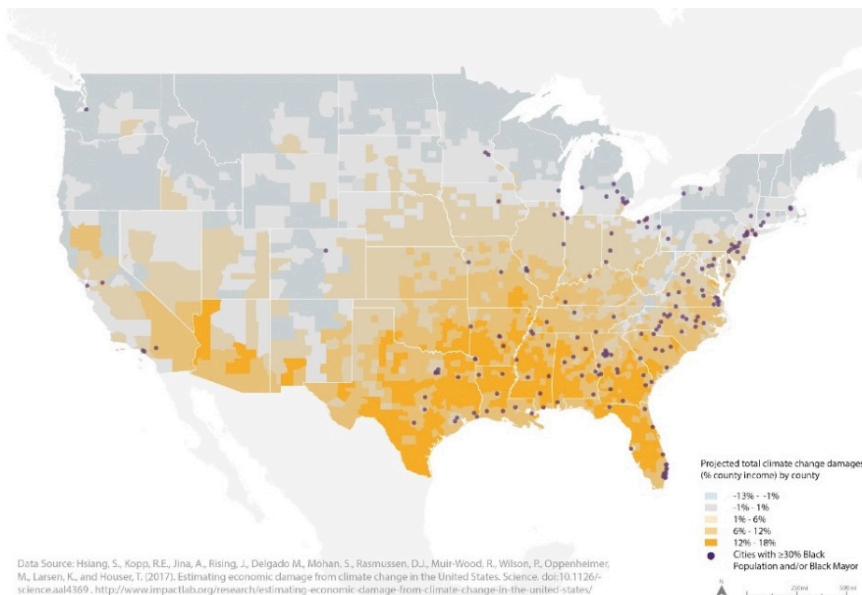 Projected total climate change damages
(% county income) by county
-13% - -1%
-1% - 1%
1% - 6%
6% - 12%
12% - 18%
Cities with ≥30% Black
Population and/or Black Mayor
Data Source: Hsiang, S., Kopp, R.E., Jina, A., Rising, J., Delgado M., Mohan, S., Rasmussen, D.J., Muir-Wood, R., Wilson, P., Oppenheimer,
M., Larsen, K., and Houser, T. (2017). Estimating economic damage from climate change in the United States. Science. doi:10.1126/-
science.aal4369 . http://www.impactlab.org/research/estimating-economic-damage-from-climate-change-in-the-united-states/
N
250 mi
500 mi